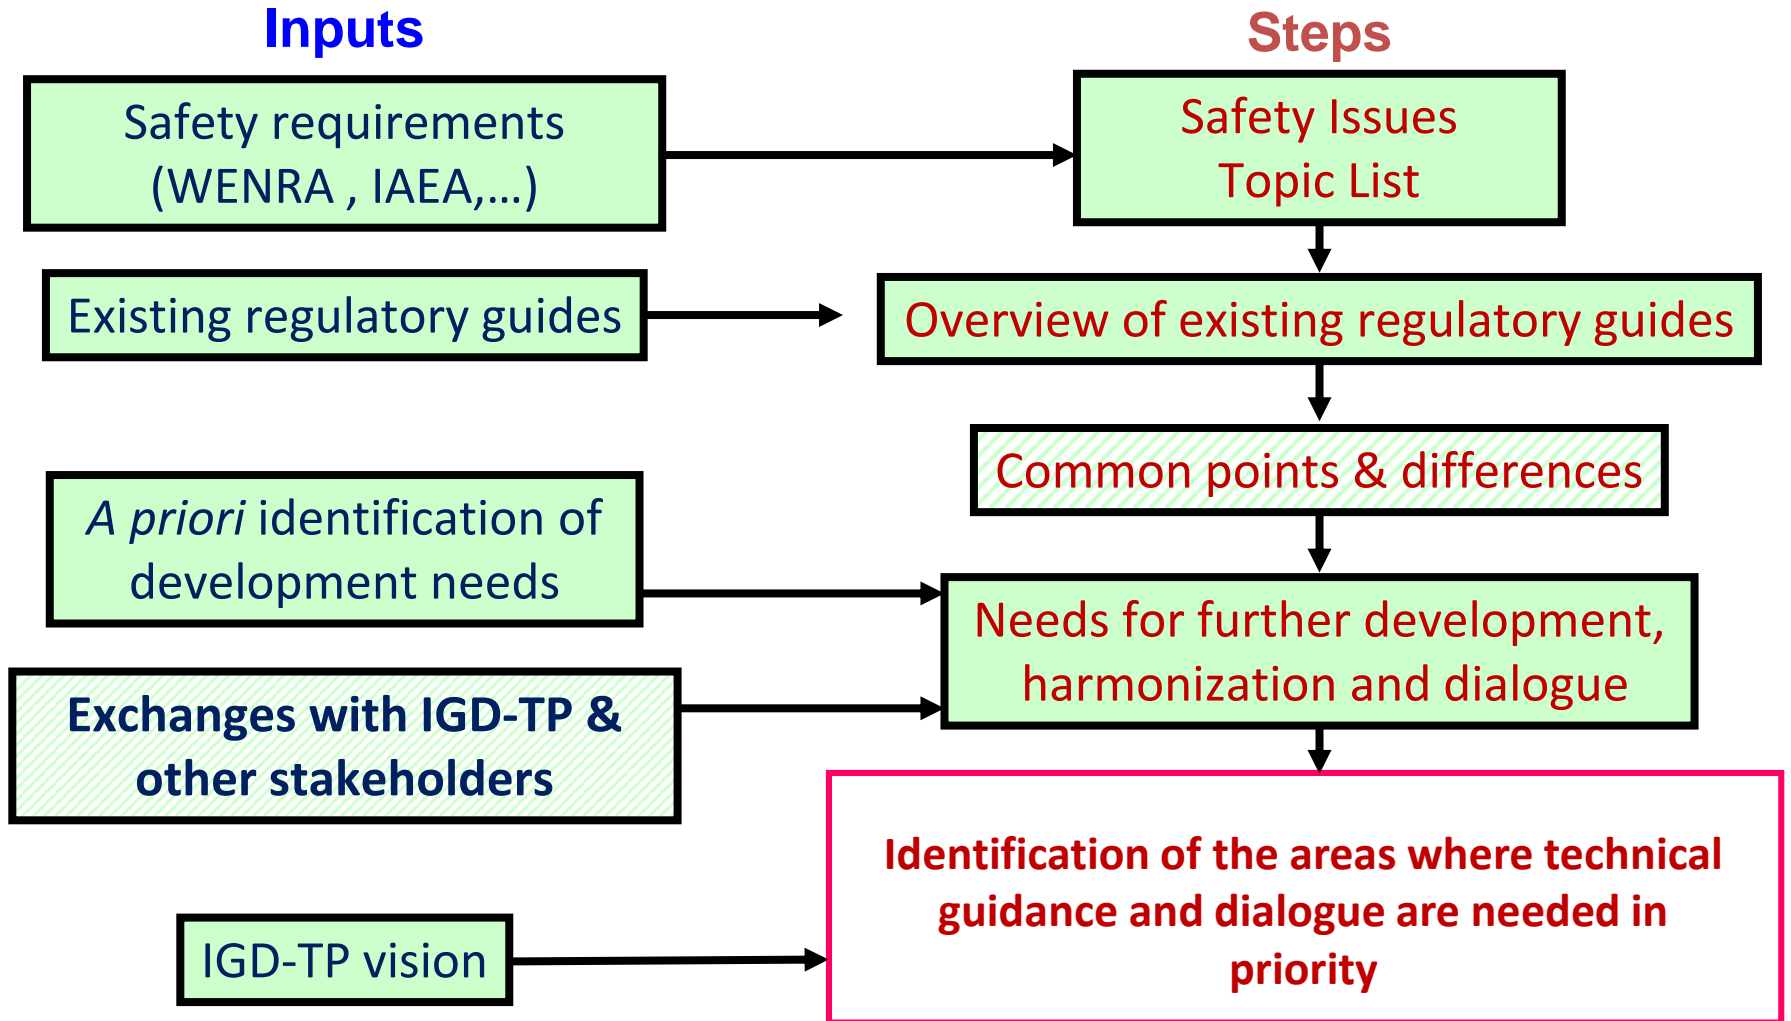 Inputs
Steps
Safety requirements
(WENRA , IAEA,...)
Safety Issues
Topic List
Existing regulatory guides
Overview of existing regulatory guides
Common points & differences
A priori identification of
development needs
Needs for further development,
harmonization and dialogue
Exchanges with IGD-TP &
other stakeholders
Identification of the areas where technical
guidance and dialogue are needed in
priority
IGD-TP vision